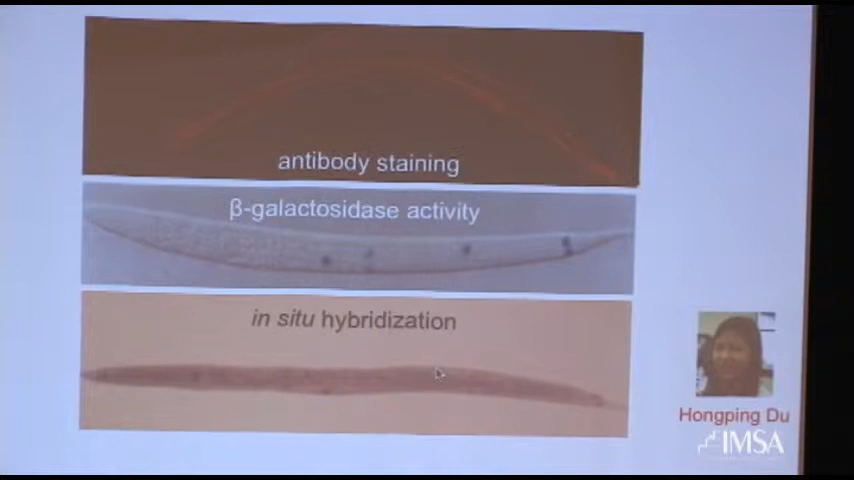 antibody staining
β-galactosidase activity
in situ hybridization
Hongping Du
IMSA